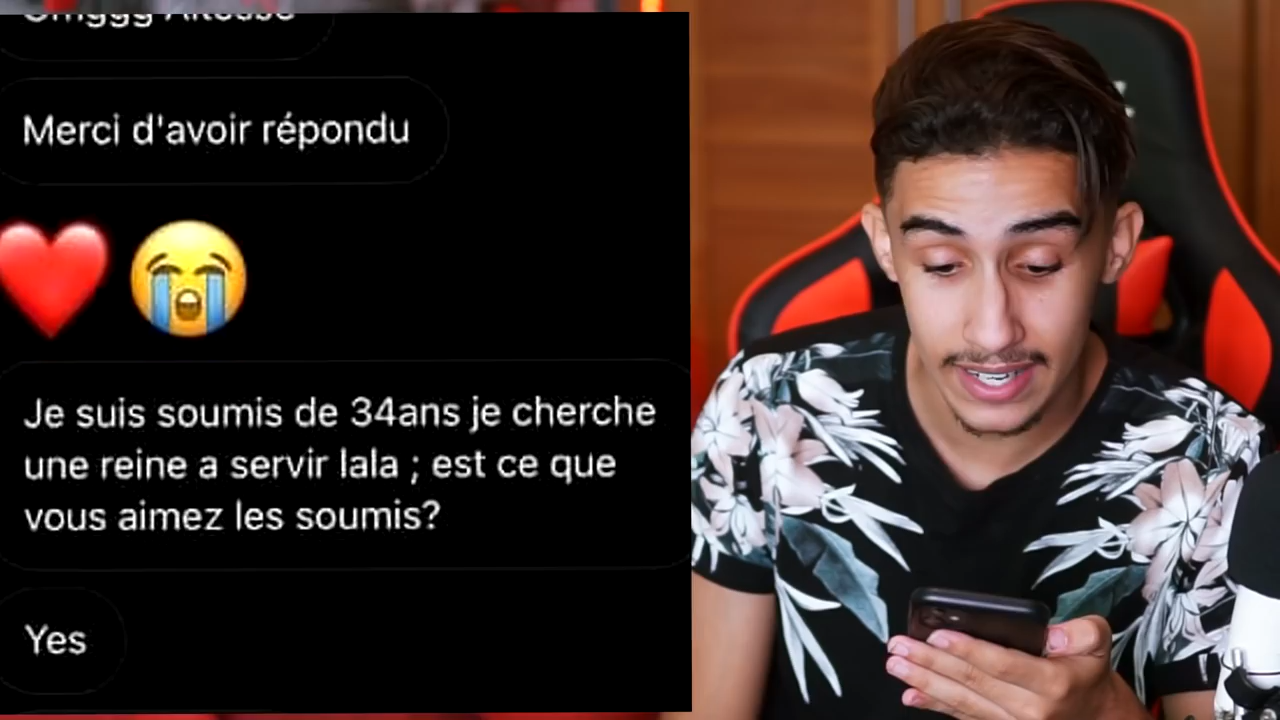 Merci d'avoir répondu
Je suis soumis de 34ans je cherche
une reine a servir lala ; est ce que
vous aimez les soumis?
Yes